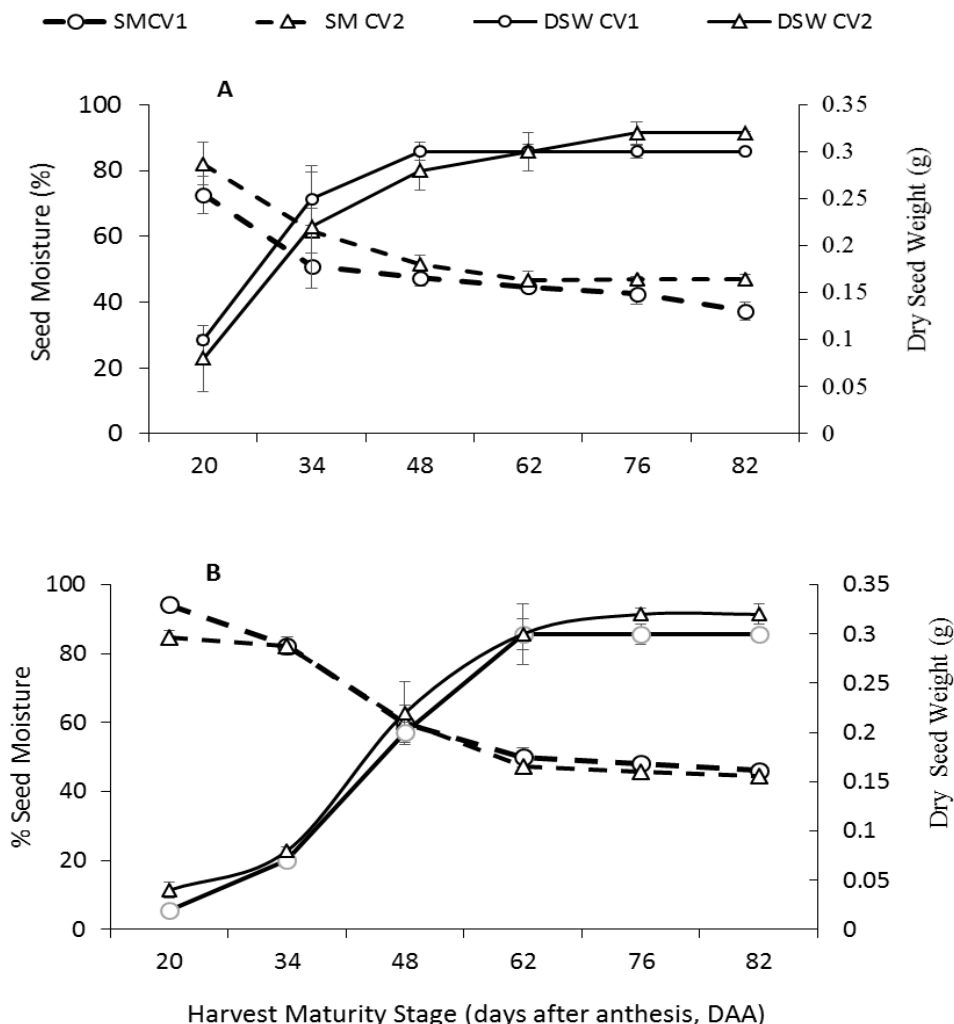 SMCV1 SM CV2 DSW CV1 DSW CV2
A
100 0.35
80 0.3
60 0.25
40 0.2
20 0.15
0 0.1
0.05
0
Seed Moisture (%)
Dry Seed Weight (g)
20 34 48 62 76 82
B
100 0.35
80 0.3
60 0.25
40 0.2
20 0.15
0 0.1
0.05
0
% Seed Moisture
Dry Seed Weight (g)
20 34 48 62 76 82
Harvest Maturity Stage (days after anthesis, DAA)